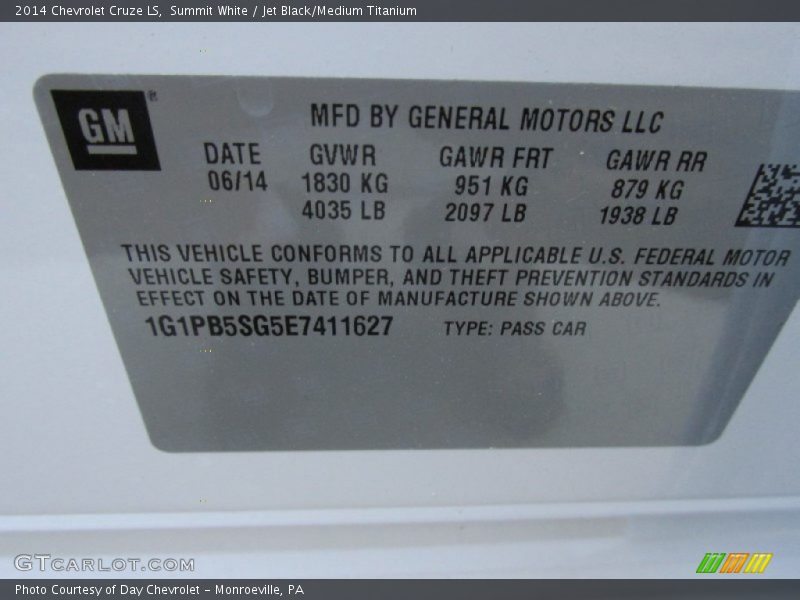 2014 Chevrolet Cruze LS, Summit White / Jet Black/Medium Titanium
GM®
MFD BY GENERAL MOTORS LLC
DATE GVWR GAWR FRT GAWR RR
06/14 1830 KG 951 KG 879 KG
4035 LB 2097 LB 1938 LB
THIS VEHICLE CONFORMS TO ALL APPLICABLE U.S. FEDERAL MOTOR
VEHICLE SAFETY, BUMPER, AND THEFT PREVENTION STANDARDS IN
EFFECT ON THE DATE OF MANUFACTURE SHOWN ABOVE.
1G1PB5SG5E7411627 TYPE: PASS CAR
GTCARLOT.COM
Photo Courtesy of Day Chevrolet - Monroeville, PA